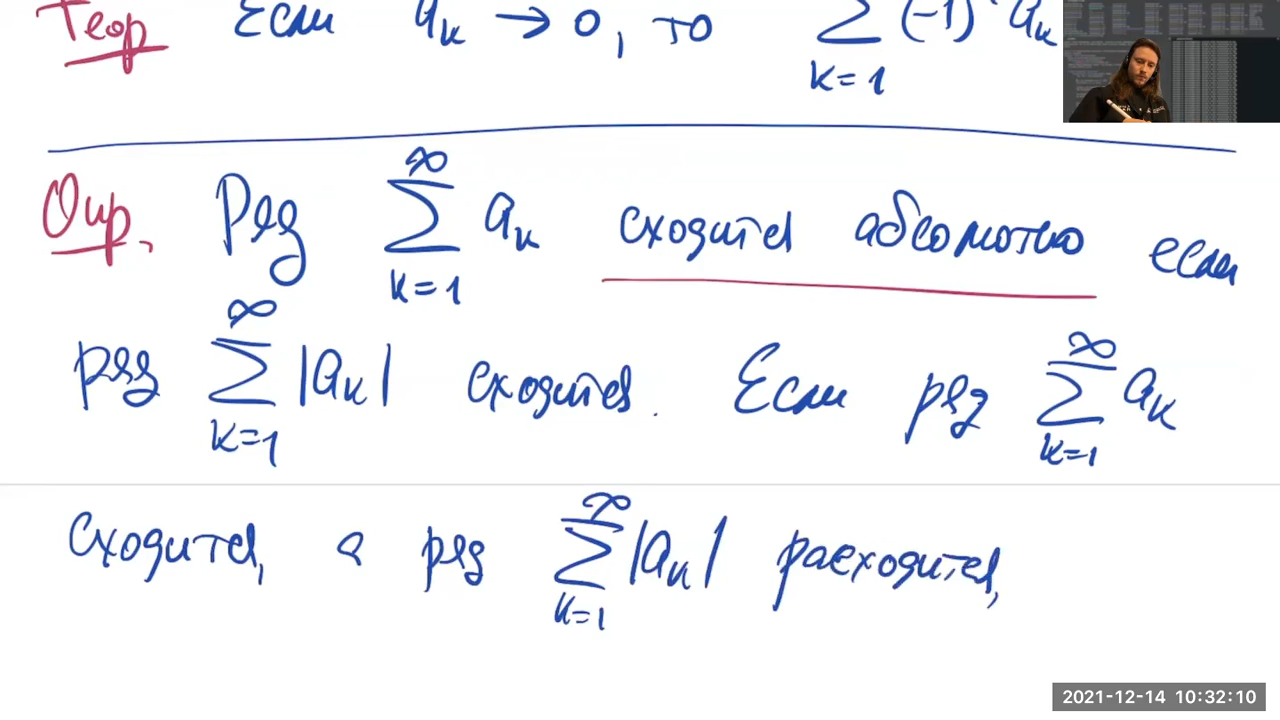 Теор Если aₖ → 0, то ∑ (-1) aₖ
k=1
Опр. Ряд ∑_{k=1}^{∞} aₖ сходится абсолютно если
ряд ∑_{k=1}^{∞} |aₖ| сходится. Если ряд ∑_{k=1}^{∞} aₖ
сходится, а ряд ∑_{k=1}^{∞} |aₖ| расходится,
2021-12-14 10:32:10